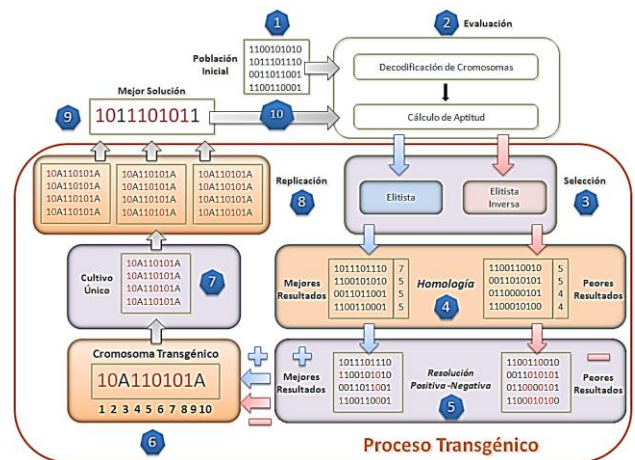 1
Población
Inicial
1100101010
1011101110
0011011001
1100110001
2
Evaluación
Decodificación de Cromosomas
Cálculo de Aptitud
Mejor Solución
9
1011101011
10
10A110101A
10A110101A
10A110101A
10A110101A
10A110101A
10A110101A
10A110101A
10A110101A
10A110101A
10A110101A
10A110101A
10A110101A
Replicación
8
Elitista
Elitista
Inversa
Selección
3
Cultivo
Único
10A110101A
10A110101A
10A110101A
10A110101A
7
Mejores
Resultados
1011101110 7
1100101010 5
0011011001 5
1100110001 5
Homología
4
1100110010 5
0011010101 5
0110000101 4
1100010100 4
Peores
Resultados
Cromosoma Transgénico
10A110101A
1 2 3 4 5 6 7 8 9 10
6
Mejores
Resultados
1011101110
1100101010
0011011001
1100110001
Resolución
Positiva -Negativa
5
1100110010
0011010101
0110000101
1100010100
Peores
Resultados
Proceso Transgénico